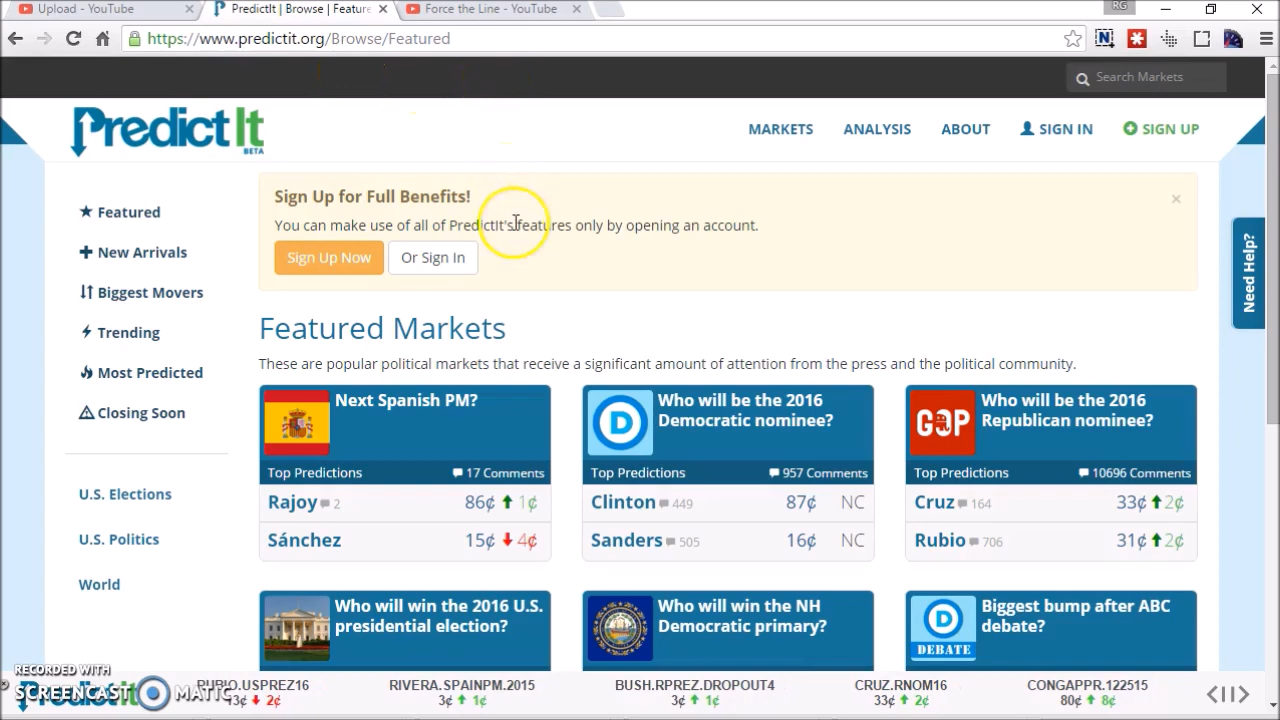 Upload - YouTube
PredictIt | Browse | Feature
Force the Line - YouTube
RG
https://www.predictit.org/Browse/Featured
Search Markets
PredictIt
BETA
MARKETS ANALYSIS ABOUT SIGN IN SIGN UP
Sign Up for Full Benefits!
You can make use of all of PredictIt's features only by opening an account.
Sign Up Now
Or Sign In
Need Help?
Featured
New Arrivals
Biggest Movers
Trending
Most Predicted
Closing Soon
U.S. Elections
U.S. Politics
World
Featured Markets
These are popular political markets that receive a significant amount of attention from the press and the political community.
Next Spanish PM?
Top Predictions 17 Comments
Rajoy 2 86¢ 1¢
Sánchez 15¢ 4¢
Who will be the 2016
Democratic nominee?
Top Predictions 957 Comments
Clinton 449 87¢ NC
Sanders 505 16¢ NC
GOP
Who will be the 2016
Republican nominee?
Top Predictions 10696 Comments
Cruz 164 33¢ 2¢
Rubio 706 31¢ 2¢
Who will win the 2016 U.S.
presidential election?
Who will win the NH
Democratic primary?
DEBATE
Biggest bump after ABC
debate?
RECORDED WITH
SCREENCAST MATIC
RUBIO.USPREZ16
13¢ 2¢
RIVERA.SPAINPM.2015
3¢ 1¢
BUSH.RPREZ.DROPOUT4
3¢ 1¢
CRUZ.RNOM16
33¢ 2¢
CONGAPPR.122515
80¢ 8¢